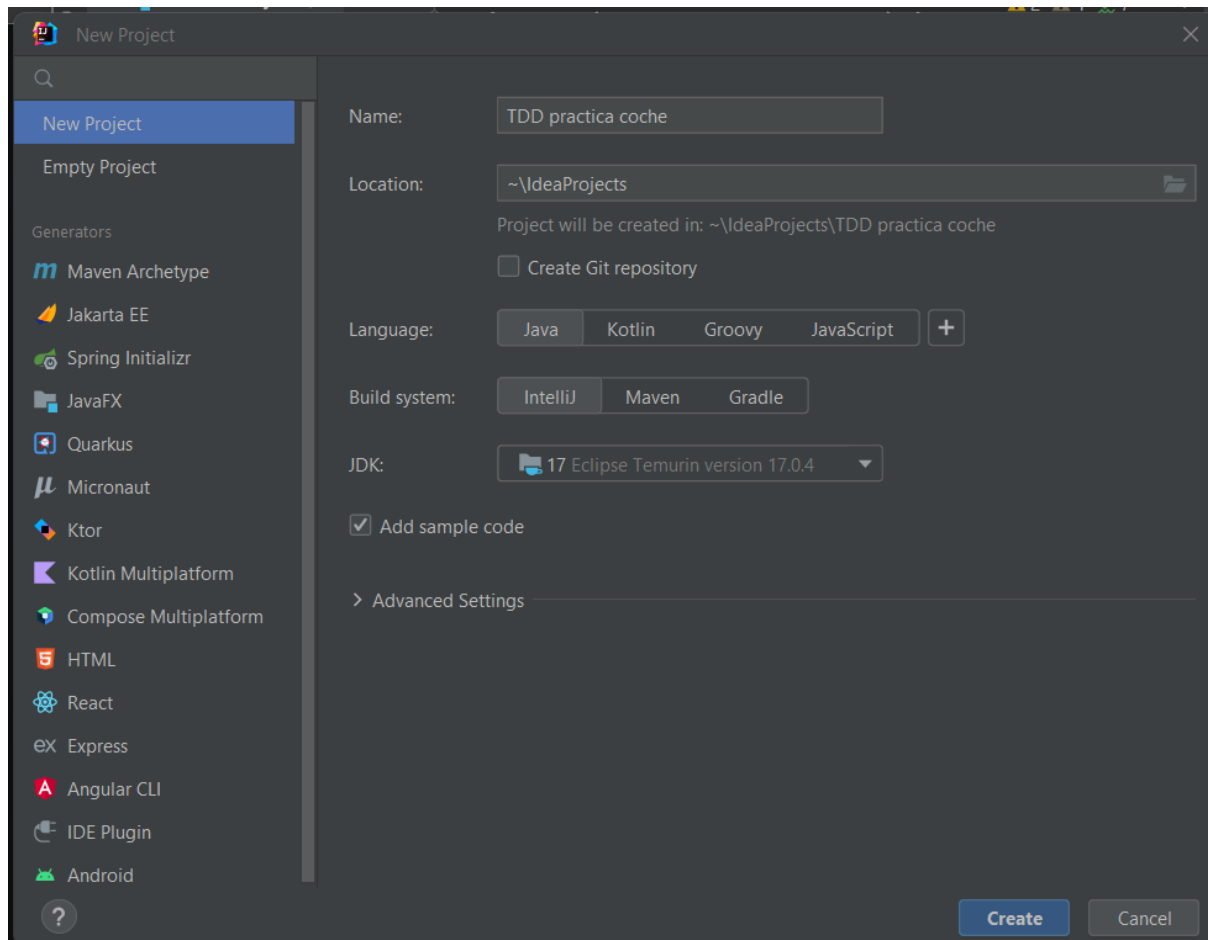 New Project
New Project
Empty Project
Generators
Maven Archetype
Jakarta EE
Spring Initializr
JavaFX
Quarkus
Micronaut
Ktor
Kotlin Multiplatform
Compose Multiplatform
HTML
React
ex Express
Angular CLI
IDE Plugin
Android
?
Name: TDD practica coche
Location: ~\IdeaProjects
Project will be created in: ~\IdeaProjects\TDD practica coche
Create Git repository
Language: Java Kotlin Groovy JavaScript +
Build system: IntelliJ Maven Gradle
JDK: 17 Eclipse Temurin version 17.0.4
Add sample code
Advanced Settings
Create Cancel